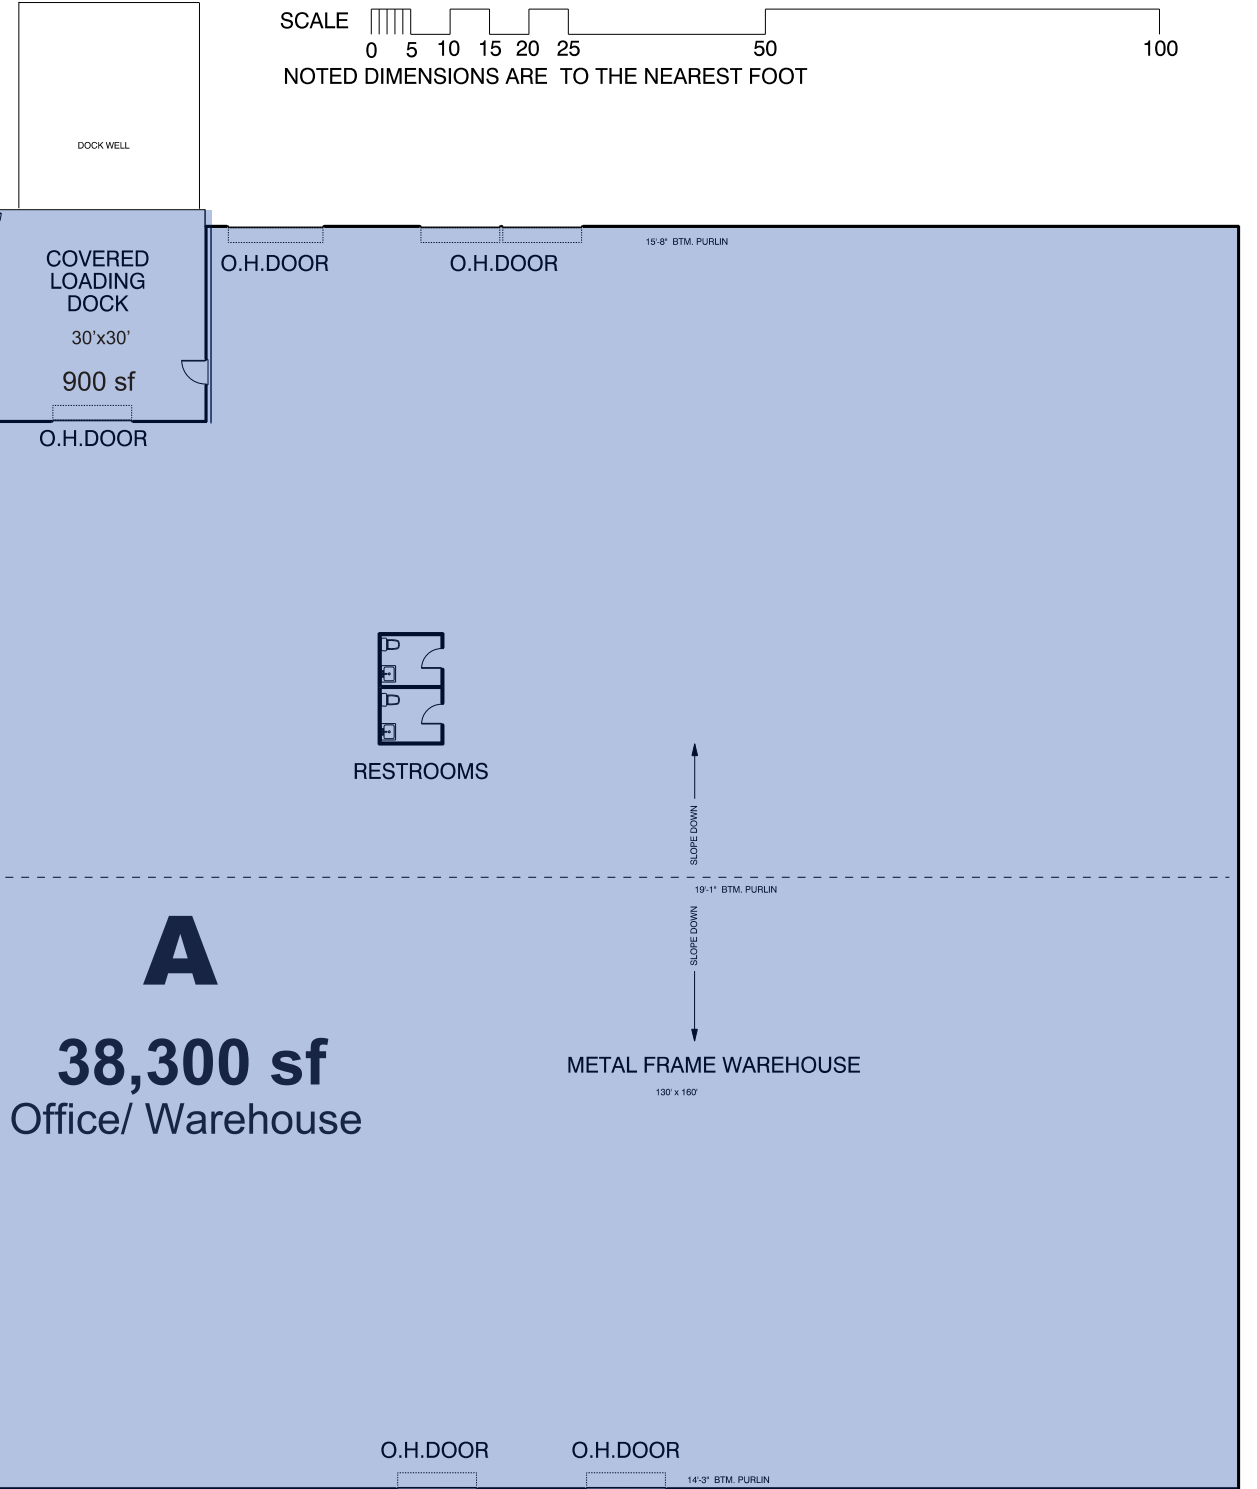 SCALE
0 5 10 15 20 25 50 100
NOTED DIMENSIONS ARE TO THE NEAREST FOOT
DOCK WELL
15'-8" BTM. PURLIN
COVERED
LOADING
DOCK
30'x30'
900 sf
O.H.DOOR
O.H.DOOR
O.H.DOOR
RESTROOMS
SLOPE DOWN
19'-1" BTM. PURLIN
SLOPE DOWN
A
38,300 sf
Office/ Warehouse
METAL FRAME WAREHOUSE
130' x 160'
O.H.DOOR
O.H.DOOR
14'-3" BTM. PURLIN